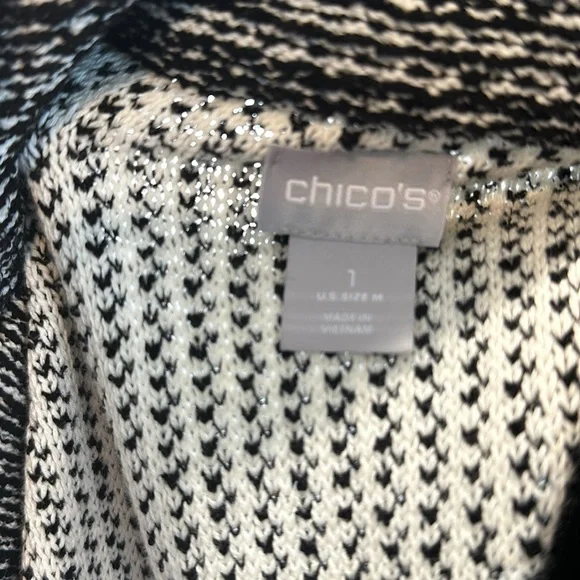 chico's®
1
U.S. SIZE M
MADE IN
VIETNAM